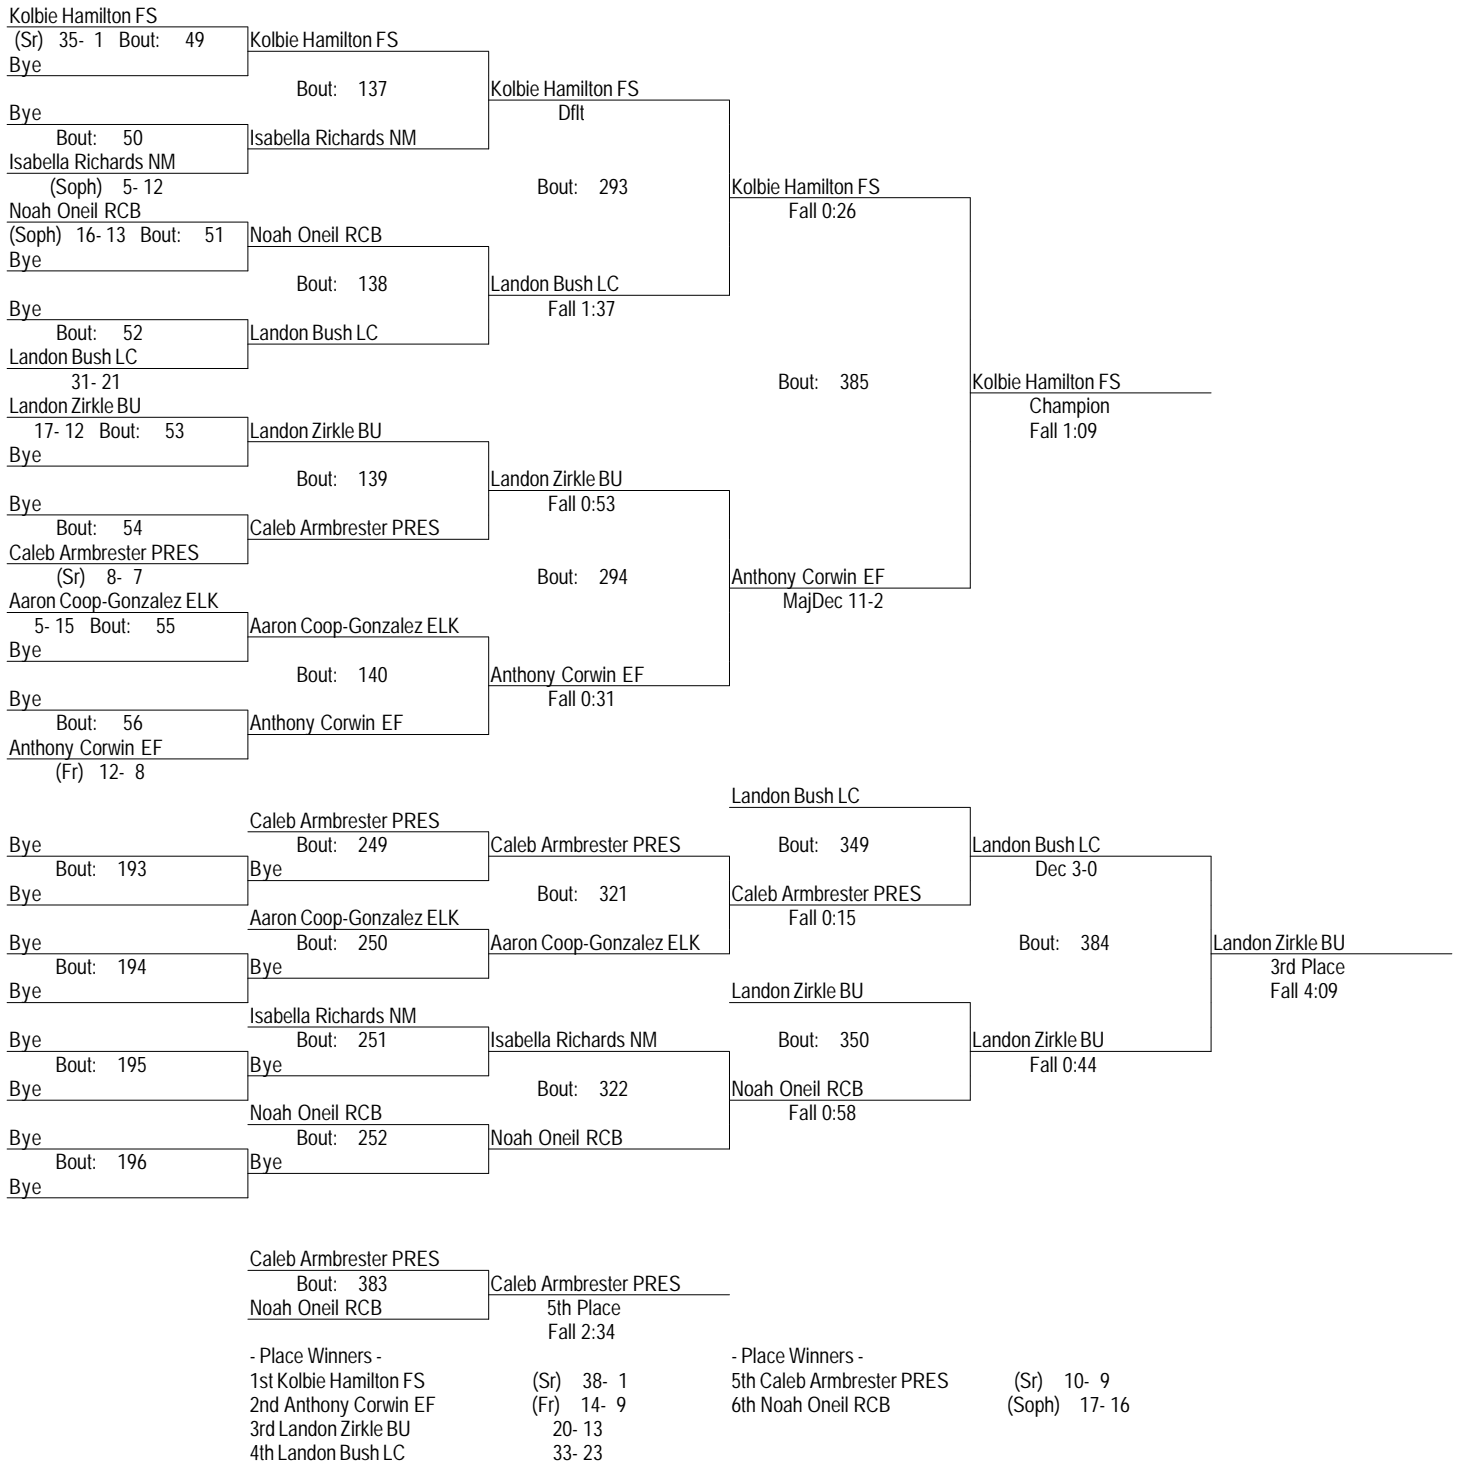 Kolbie Hamilton FS
(Sr) 35- 1 Bout: 49
Kolbie Hamilton FS
Bye
Bout: 137
Kolbie Hamilton FS
Dflt
Bye
Bout: 50
Isabella Richards NM
Isabella Richards NM
(Soph) 5- 12
Bout: 293
Kolbie Hamilton FS
Fall 0:26
Noah Oneil RCB
(Soph) 16- 13 Bout: 51
Noah Oneil RCB
Bye
Bout: 138
Landon Bush LC
Fall 1:37
Bye
Bout: 52
Landon Bush LC
Landon Bush LC
31- 21
Bout: 385
Kolbie Hamilton FS
Champion
Fall 1:09
Landon Zirkle BU
17- 12 Bout: 53
Landon Zirkle BU
Bye
Bout: 139
Landon Zirkle BU
Fall 0:53
Bye
Bout: 54
Caleb Armbrester PRES
Caleb Armbrester PRES
(Sr) 8- 7
Bout: 294
Anthony Corwin EF
MajDec 11-2
Aaron Coop-Gonzalez ELK
5- 15 Bout: 55
Aaron Coop-Gonzalez ELK
Bye
Bout: 140
Anthony Corwin EF
Fall 0:31
Bye
Bout: 56
Anthony Corwin EF
Anthony Corwin EF
(Fr) 12- 8
Landon Bush LC
Caleb Armbrester PRES
Bye
Bout: 249
Caleb Armbrester PRES
Bout: 349
Landon Bush LC
Dec 3-0
Bout: 193
Bye
Bye
Bout: 321
Caleb Armbrester PRES
Fall 0:15
Aaron Coop-Gonzalez ELK
Bye
Bout: 250
Aaron Coop-Gonzalez ELK
Bout: 384
Landon Zirkle BU
3rd Place
Fall 4:09
Bout: 194
Bye
Bye
Landon Zirkle BU
Isabella Richards NM
Bye
Bout: 251
Isabella Richards NM
Bout: 350
Landon Zirkle BU
Fall 0:44
Bout: 195
Bye
Bye
Bout: 322
Noah Oneil RCB
Fall 0:58
Noah Oneil RCB
Bye
Bout: 252
Noah Oneil RCB
Bout: 196
Bye
Bye
Caleb Armbrester PRES
Bout: 383
Caleb Armbrester PRES
Noah Oneil RCB
5th Place
Fall 2:34
- Place Winners -
1st Kolbie Hamilton FS (Sr) 38- 1
2nd Anthony Corwin EF (Fr) 14- 9
3rd Landon Zirkle BU 20- 13
4th Landon Bush LC 33- 23
- Place Winners -
5th Caleb Armbrester PRES (Sr) 10- 9
6th Noah Oneil RCB (Soph) 17- 16